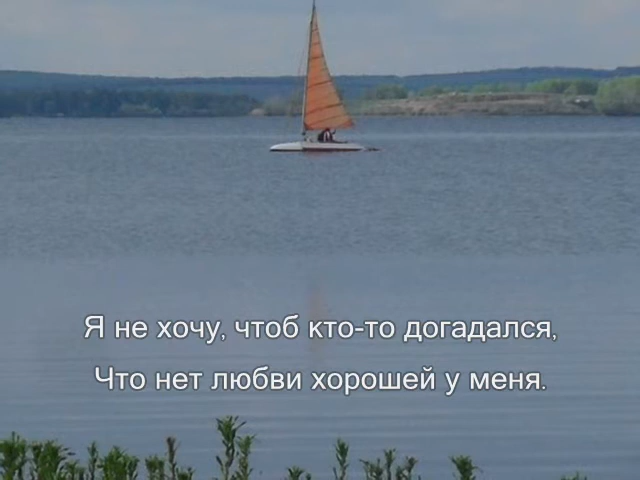 Я не хочу, чтоб кто-то догадался,
Что нет любви хорошей у меня.